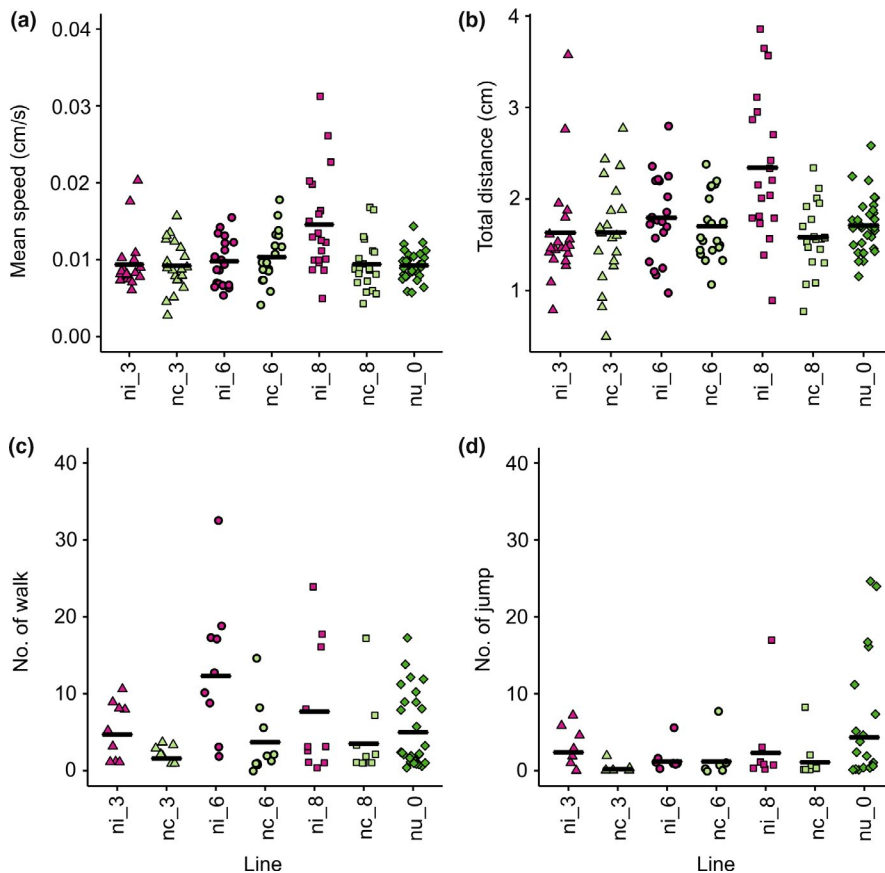 (a)
Mean speed (cm/s)
0.04
0.03
0.02
0.01
0.00
ni_3
nc_3
ni_6
nc_6
ni_8
nc_8
nu_0
(b)
Total distance (cm)
4
3
2
1
ni_3
nc_3
ni_6
nc_6
ni_8
nc_8
nu_0
(c)
No. of walk
40
30
20
10
0
ni_3
nc_3
ni_6
nc_6
ni_8
nc_8
nu_0
Line
(d)
No. of jump
40
30
20
10
0
ni_3
nc_3
ni_6
nc_6
ni_8
nc_8
nu_0
Line